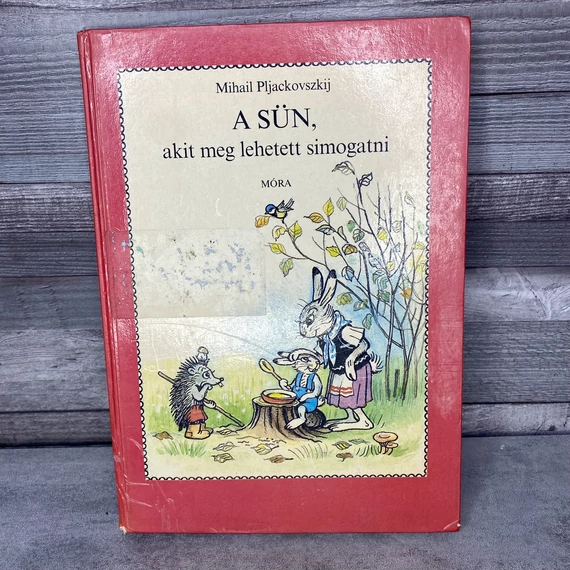 Mihail Pljackovszkij
A SÜN,
akit meg lehetett simogatni
MÓRA